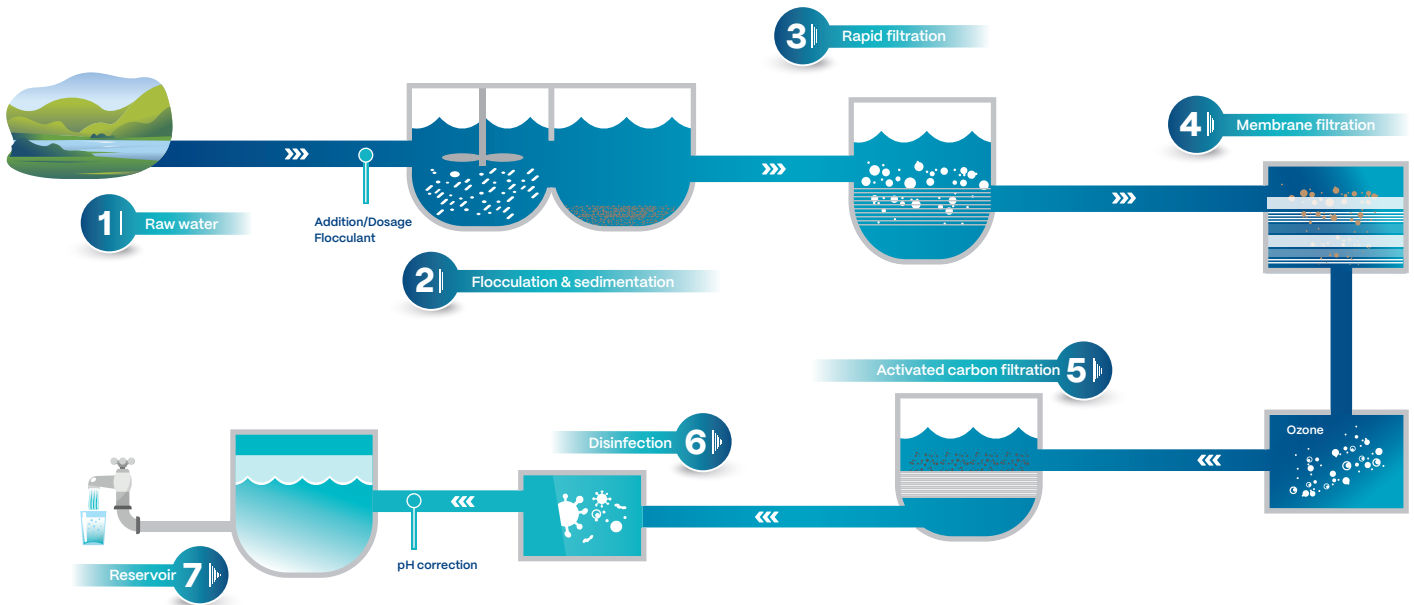 3 Rapid filtration
4 Membrane filtration
1 Raw water
Addition/Dosage
Flocculant
2 Flocculation & sedimentation
Activated carbon filtration 5
Ozone
Disinfection 6
pH correction
Reservoir 7